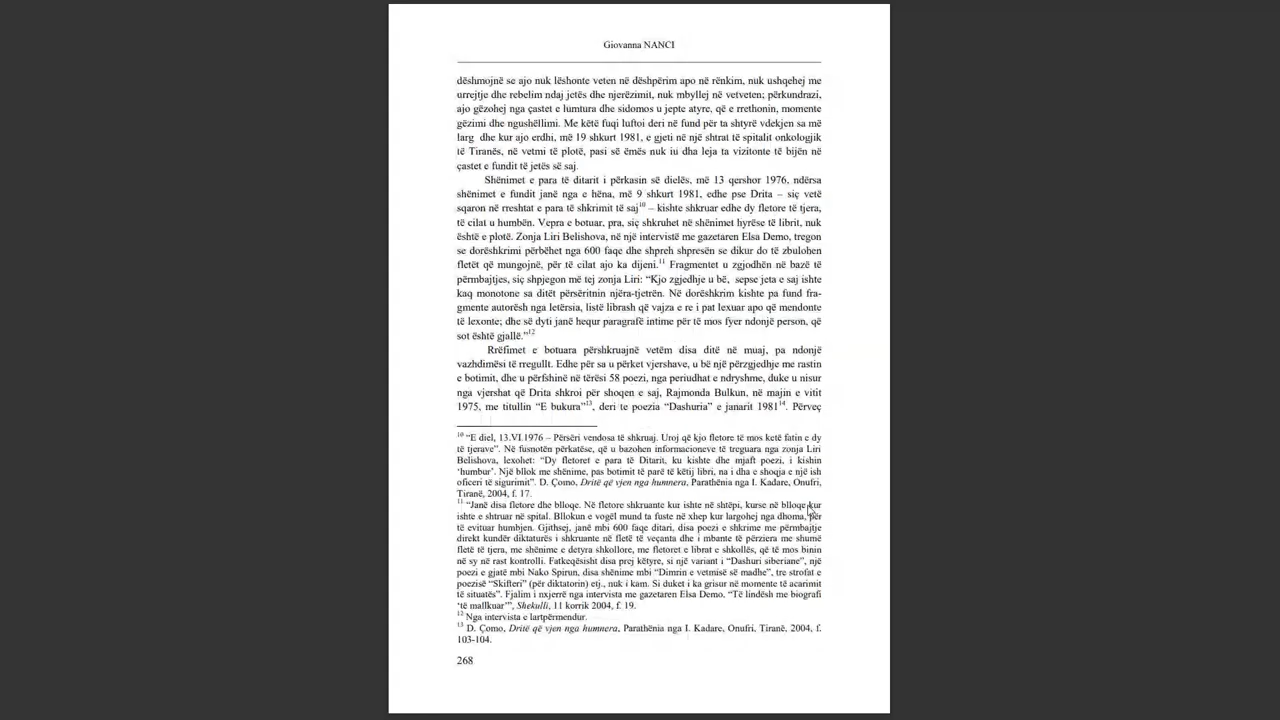 Giovanna NANCI
dëshmojnë se ajo nuk lëshonte veten në dëshpërim apo në rënkim, nuk ushqehej me
urrejtje dhe rebelim ndaj jetës dhe njerëzimit, nuk mbyllej në vetveten; përkundrazi,
ajo gëzohej nga çastet e lumtura dhe sidomos u jepte atyre, që e rrethonin, momente
gëzimi dhe ngushëllimi. Me këtë fuqi luftoi deri në fund për ta shtyrë vdekjen sa më
larg dhe kur ajo erdhi, më 19 shkurt 1981, e gjeti në një shtrat të spitalit onkologjik
të Tiranës, në vetmi të plotë, pasi së ëmës nuk iu dha leja ta vizitonte të bijën në
çastet e fundit të jetës së saj.
Shënimet e para të ditarit i përkasin së dielës, më 13 qershor 1976, ndërsa
shënimet e fundit janë nga e hëna, më 9 shkurt 1981, edhe pse Drita – siç vetë
sqaron në rreshtat e para të shkrimit të saj¹⁰ – kishte shkruar edhe dy fletore të tjera,
të cilat u humbën. Vepra e botuar, pra, siç shkruhet në shënimet hyrëse të librit, nuk
është e plotë. Zonja Liri Belishova, në një intervistë me gazetaren Elsa Demo, tregon
se dorëshkrimi përbëhet nga 600 faqe dhe shpreh shpresën se dikur do të zbulohen
fletët që mungojnë, për të cilat ajo ka dijeni.¹¹ Fragmentet u zgjodhën në bazë të
përmbajtjes, siç shpjegon më tej zonja Liri: “Kjo zgjedhje u bë, sepse jeta e saj ishte
kaq monotone sa ditët përsëritnin njëra-tjetrën. Në dorëshkrim kishte pa fund fra-
gmente autorësh nga letërsia, listë librash që vajza e re i pat lexuar apo që mendonte
të lexonte; dhe së dyti janë hequr paragrafë intime për të mos fyer ndonjë person, që
sot është gjallë.”¹²
Rrëfimet e botuara përshkruajnë vetëm disa ditë në muaj, pa ndonjë
vazhdimësi të rregullt. Edhe për sa u përket vjershave, u bë një përzgjedhje me rastin
e botimit, dhe u përfshinë në tërësi 58 poezi, nga periudhat e ndryshme, duke u nisur
nga vjershat që Drita shkroi për shoqen e saj, Rajmonda Bulkun, në majin e vitit
1975, me titullin “E bukura”¹³, deri te poezia “Dashuria” e janarit 1981¹⁴. Përveç
¹⁰ “E diel, 13.VI.1976 – Përsëri vendosa të shkruaj. Uroj që kjo fletore të mos ketë fatin e dy
të tjerave”. Në fusnotën përkatëse, që u bazohen informacioneve të treguara nga zonja Liri
Belishova, lexohet: “Dy fletoret e para të Ditarit, ku kishte dhe mjaft poezi, i kishin
‘humbur’. Një bllok me shënime, pas botimit të parë të këtij libri, na i dha e shoqja e një ish
oficeri të sigurimit”. D. Çomo, Dritë që vjen nga humnera, Parathënia nga I. Kadare, Onufri,
Tiranë, 2004, f. 17.
¹¹ “Janë disa fletore dhe blloqe. Në fletore shkruante kur ishte në shtëpi, kurse në blloqe kur
ishte e shtruar në spital. Bllokun e vogël mund ta fuste në xhep kur largohej nga dhoma, për
të evituar humbjen. Gjithsej, janë mbi 600 faqe ditari, disa poezi e shkrime me përmbajtje
direkt kundër diktaturës i shkruante në fletë të veçanta dhe i mbante të përziera me shumë
fletë të tjera, me shënime e detyra shkollore, me fletoret e librat e shkollës, që të mos binin
në sy në rast kontrolli. Fatkeqësisht disa prej këtyre, si një variant i “Dashuri siberiane”, një
poezi e gjatë mbi Nako Spirun, disa shënime mbi “Dimrin e vetmisë së madhe”, tre strofat e
poezisë “Skifteri” (për diktatorin) etj., nuk i kam. Si duket i ka grisur në momente të acarimit
të situatës”. Fjalim i nxjerrë nga intervista me gazetaren Elsa Demo, “Të lindësh me biografi
‘të mallkuar’”, Shekulli, 11 korrik 2004, f. 19.
¹² Nga intervista e lartpërmendur.
¹³ D. Çomo, Dritë që vjen nga humnera, Parathënia nga I. Kadare, Onufri, Tiranë, 2004, f.
103-104.
268